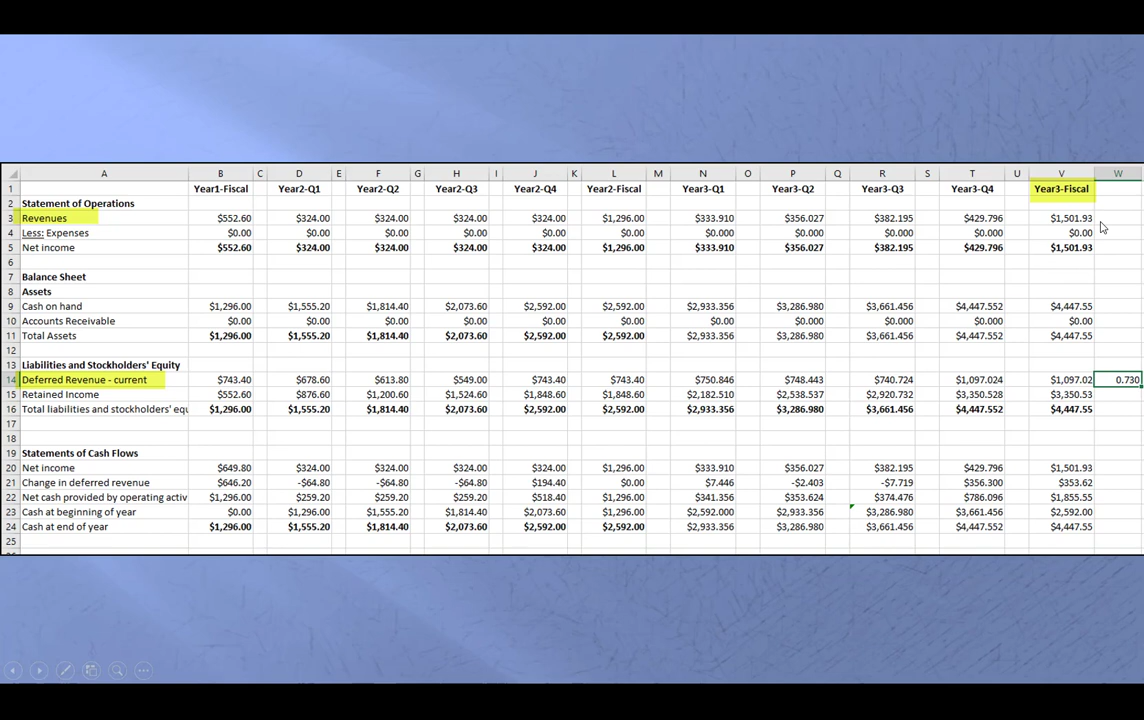 A B C D E F G H I J K L M N O P Q R S T U V W
1 Year1-Fiscal Year2-Q1 Year2-Q2 Year2-Q3 Year2-Q4 Year2-Fiscal Year3-Q1 Year3-Q2 Year3-Q3 Year3-Q4 Year3-Fiscal
2 Statement of Operations
3 Revenues $552.60 $324.00 $324.00 $324.00 $324.00 $1,296.00 $333.910 $356.027 $382.195 $429.796 $1,501.93
4 Less: Expenses $0.00 $0.00 $0.00 $0.00 $0.00 $0.00 $0.000 $0.000 $0.000 $0.000 $0.00
5 Net income $552.60 $324.00 $324.00 $324.00 $324.00 $1,296.00 $333.910 $356.027 $382.195 $429.796 $1,501.93
6
7 Balance Sheet
8 Assets
9 Cash on hand $1,296.00 $1,555.20 $1,814.40 $2,073.60 $2,592.00 $2,592.00 $2,933.356 $3,286.980 $3,661.456 $4,447.552 $4,447.55
10 Accounts Receivable $0.00 $0.00 $0.00 $0.00 $0.00 $0.00 $0.000 $0.000 $0.000 $0.000 $0.00
11 Total Assets $1,296.00 $1,555.20 $1,814.40 $2,073.60 $2,592.00 $2,592.00 $2,933.356 $3,286.980 $3,661.456 $4,447.552 $4,447.55
12
13 Liabilities and Stockholders' Equity
14 Deferred Revenue - current $743.40 $678.60 $613.80 $549.00 $743.40 $743.40 $750.846 $748.443 $740.724 $1,097.024 $1,097.02 0.730
15 Retained Income $552.60 $876.60 $1,200.60 $1,524.60 $1,848.60 $1,848.60 $2,182.510 $2,538.537 $2,920.732 $3,350.528 $3,350.53
16 Total liabilities and stockholders' equ $1,296.00 $1,555.20 $1,814.40 $2,073.60 $2,592.00 $2,592.00 $2,933.356 $3,286.980 $3,661.456 $4,447.552 $4,447.55
17
18
19 Statements of Cash Flows
20 Net income $649.80 $324.00 $324.00 $324.00 $324.00 $1,296.00 $333.910 $356.027 $382.195 $429.796 $1,501.93
21 Change in deferred revenue $646.20 -$64.80 -$64.80 -$64.80 $194.40 $0.00 $7.446 -$2.403 -$7.719 $356.300 $353.62
22 Net cash provided by operating activ $1,296.00 $259.20 $259.20 $259.20 $518.40 $1,296.00 $341.356 $353.624 $374.476 $786.096 $1,855.55
23 Cash at beginning of year $0.00 $1,296.00 $1,555.20 $1,814.40 $2,073.60 $1,296.00 $2,592.000 $2,933.356 $3,286.980 $3,661.456 $2,592.00
24 Cash at end of year $1,296.00 $1,555.20 $1,814.40 $2,073.60 $2,592.00 $2,592.00 $2,933.356 $3,286.980 $3,661.456 $4,447.552 $4,447.55
25